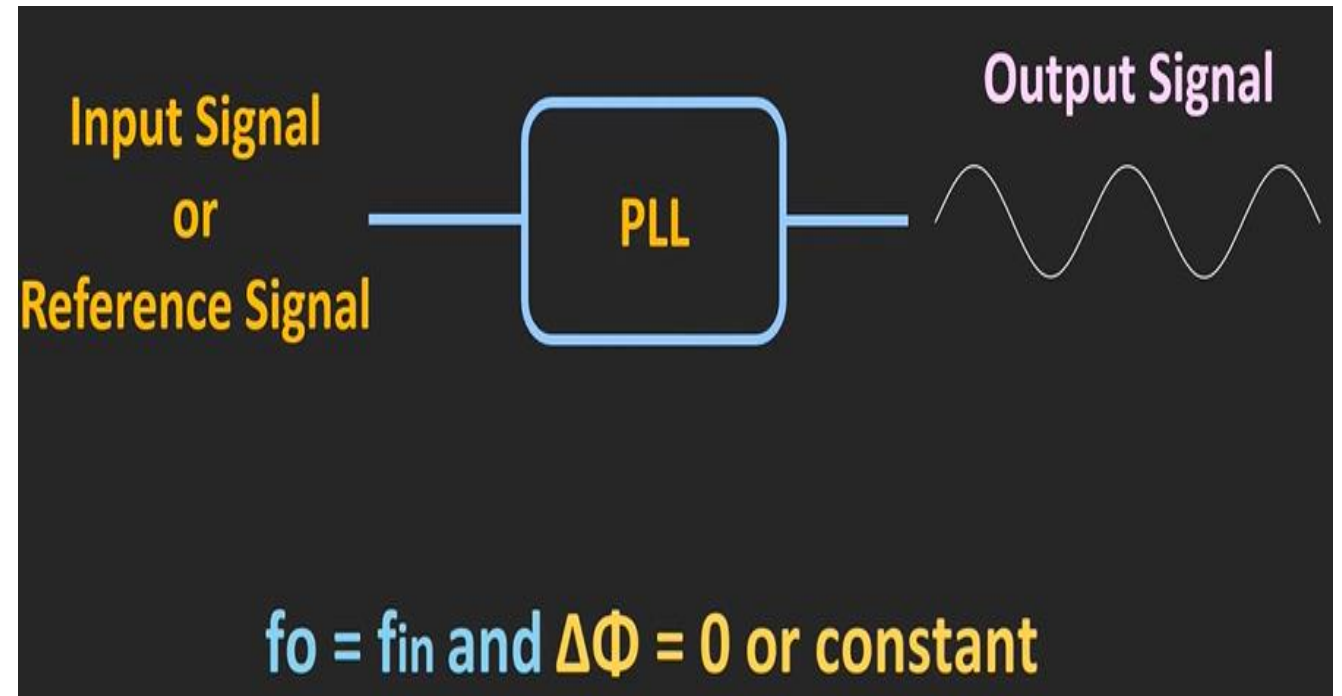 Input Signal
or
Reference Signal
PLL
Output Signal
fo = fin and ΔΦ = 0 or constant